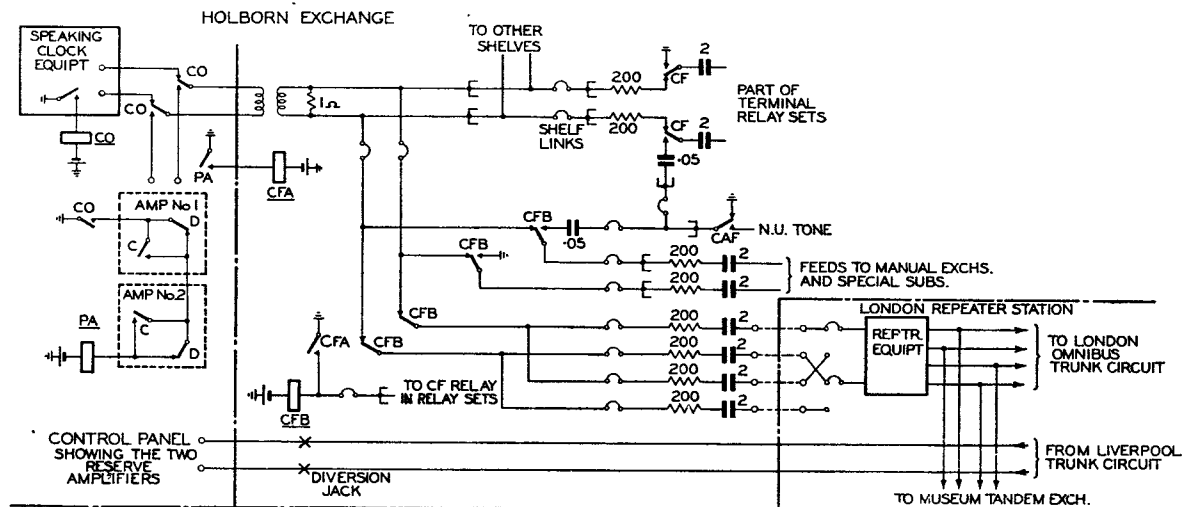 HOLBORN EXCHANGE
SPEAKING
CLOCK
EQUIPT
CO
CO
CO
TO OTHER
SHELVES
1Ω
SHELF
LINKS
200
200
CF
2
CF
2
·05
PART OF
TERMINAL
RELAY SETS
PA
CFA
AMP No1
CO
C
D
AMP No.2
C
D
PA
CFB
·05
CAF
N.U. TONE
CFB
200
2
200
2
FEEDS TO MANUAL EXCHS.
AND SPECIAL SUBS.
CFB
CFB
CFA
CFB
TO CF RELAY
IN RELAY SETS
200
2
200
2
200
2
200
2
LONDON REPEATER STATION
REPTR.
EQUIPT
TO LONDON
OMNIBUS
TRUNK CIRCUIT
CONTROL PANEL
SHOWING THE TWO
RESERVE
AMPLIFIERS
DIVERSION
JACK
FROM LIVERPOOL
TRUNK CIRCUIT
TO MUSEUM TANDEM EXCH.